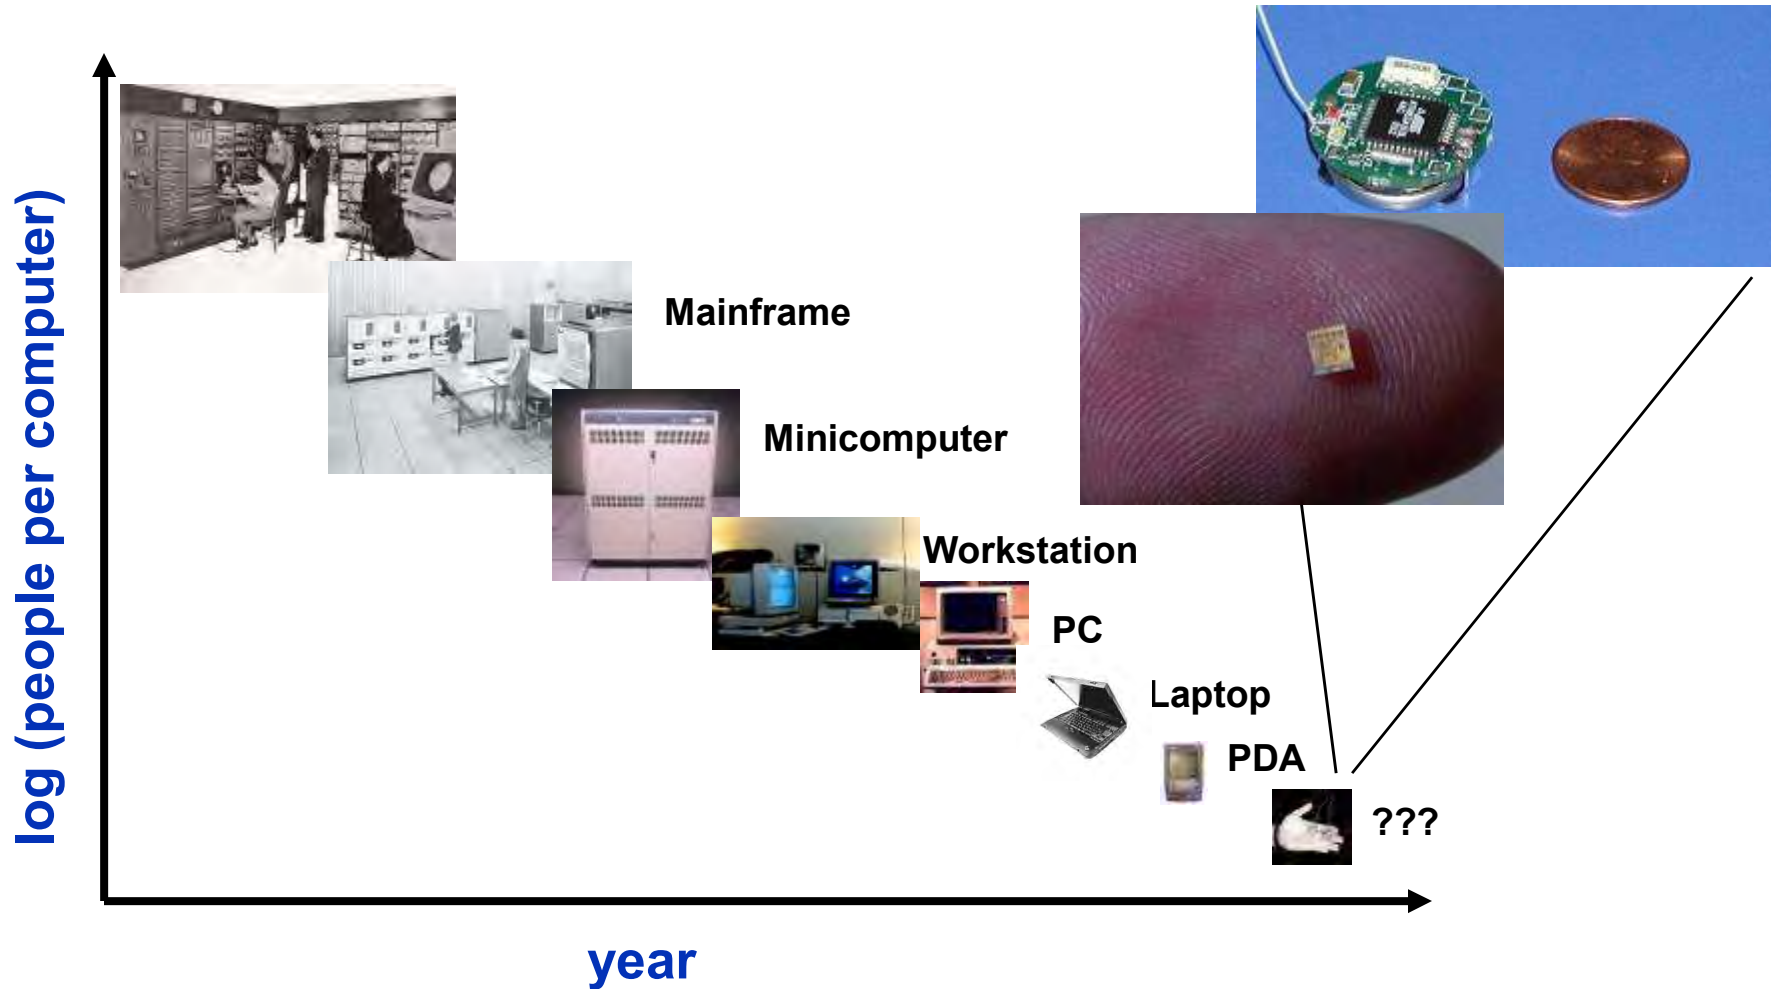 log (people per computer)
Mainframe
Minicomputer
Workstation
PC
Laptop
PDA
???
year